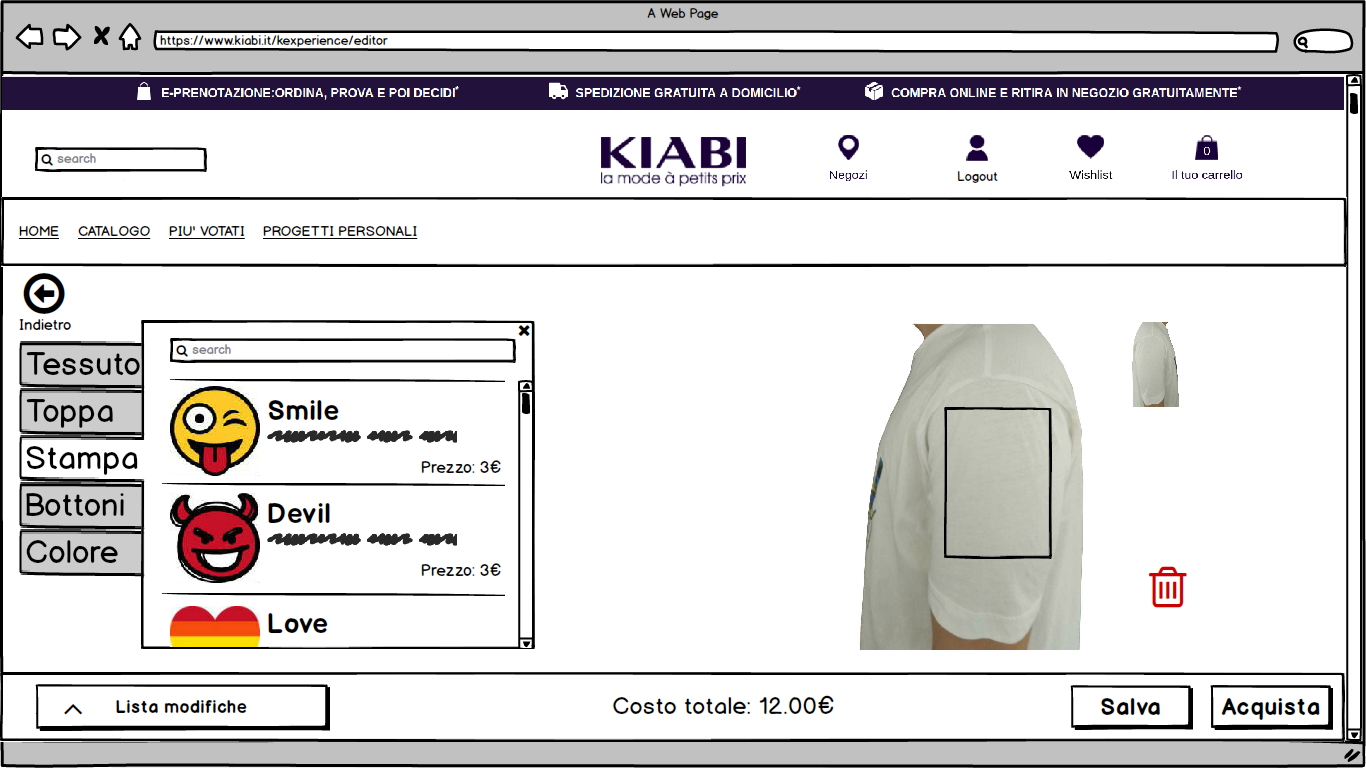 A Web Page
https://www.kiabi.it/kexperience/editor
E-PRENOTAZIONE:ORDINA, PROVA E POI DECIDI*
SPEDIZIONE GRATUITA A DOMICILIO*
COMPRA ONLINE E RITIRA IN NEGOZIO GRATUITAMENTE*
search
KIABI
la mode à petits prix
Negozi
Logout
Wishlist
0
Il tuo carrello
HOME
CATALOGO
PIU' VOTATI
PROGETTI PERSONALI
Indietro
Tessuto
Toppa
Stampa
Bottoni
Colore
search
Smile
Prezzo: 3€
Devil
Prezzo: 3€
Love
Lista modifiche
Costo totale: 12.00€
Salva
Acquista